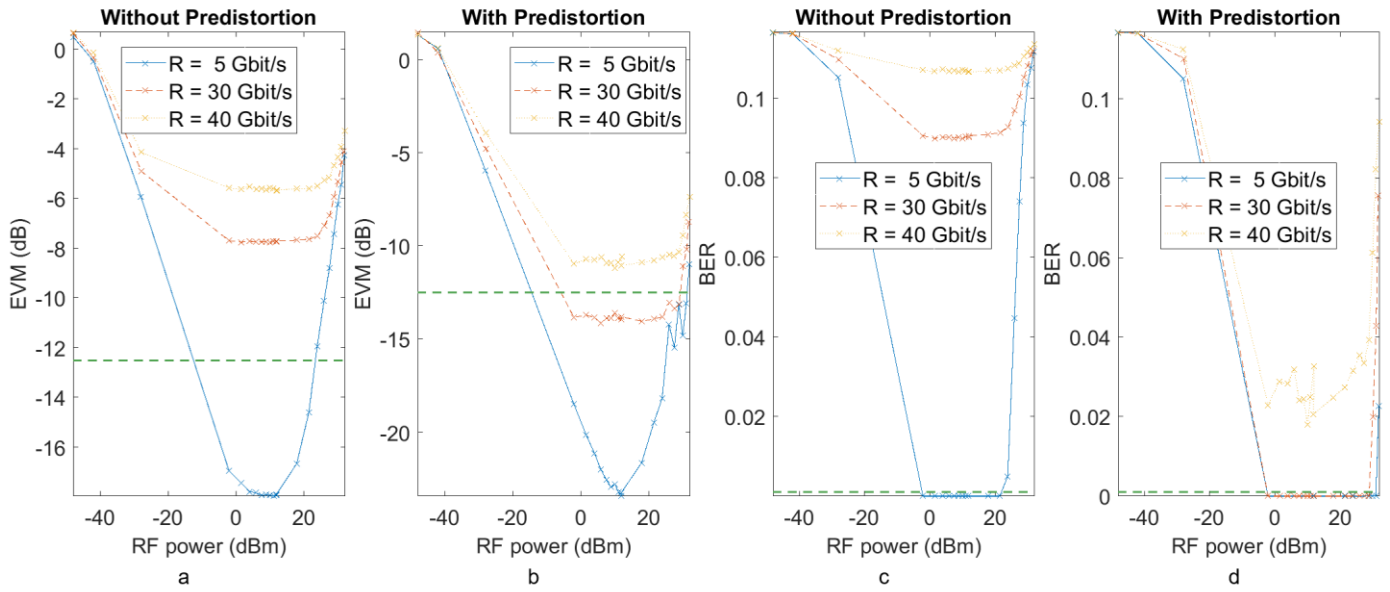 Without Predistortion
0
-2
-4
-6
-8
-10
-12
-14
-16
EVM (dB)
R = 5 Gbit/s
R = 30 Gbit/s
R = 40 Gbit/s
-40 -20 0 20
RF power (dBm)
a
With Predistortion
0
-5
-10
-15
-20
EVM (dB)
R = 5 Gbit/s
R = 30 Gbit/s
R = 40 Gbit/s
-40 -20 0 20
RF power (dBm)
b
Without Predistortion
0.1
0.08
0.06
0.04
0.02
BER
R = 5 Gbit/s
R = 30 Gbit/s
R = 40 Gbit/s
-40 -20 0 20
RF power (dBm)
c
With Predistortion
0.1
0.08
0.06
0.04
0.02
0
BER
R = 5 Gbit/s
R = 30 Gbit/s
R = 40 Gbit/s
-40 -20 0 20
RF power (dBm)
d